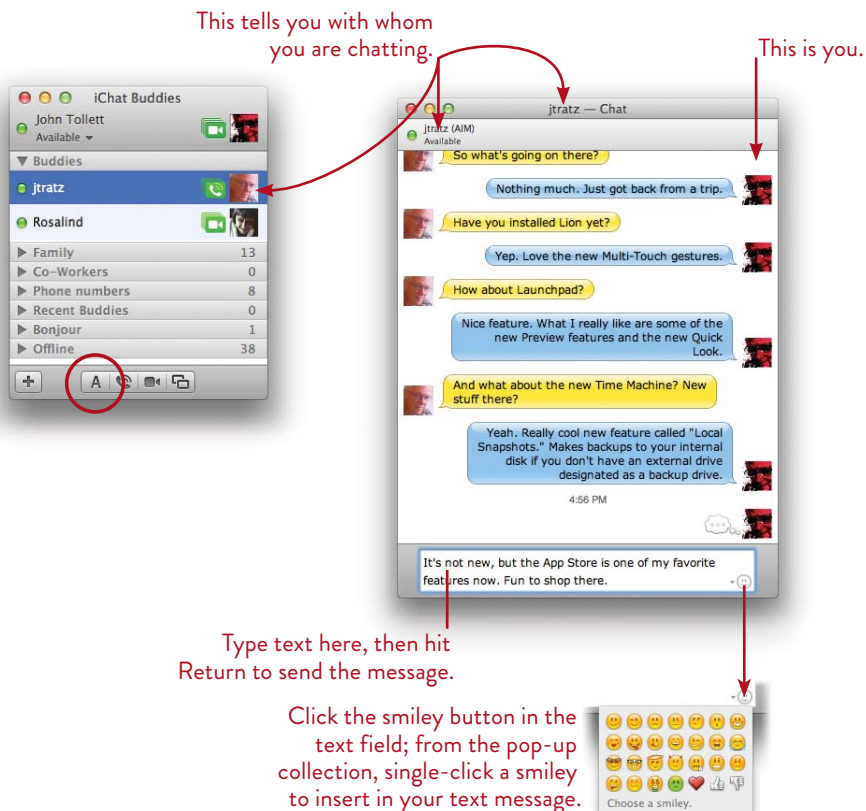 This tells you with whom
you are chatting.
This is you.
iChat Buddies
John Tollett
Available
Buddies
jtratz
Rosalind
Family 13
Co-Workers 0
Phone numbers 8
Recent Buddies 0
Bonjour 1
Offline 38
A
jtratz — Chat
jtratz (AIM)
Available
So what's going on there?
Nothing much. Just got back from a trip.
Have you installed Lion yet?
Yep. Love the new Multi-Touch gestures.
How about Launchpad?
Nice feature. What I really like are some of the
new Preview features and the new Quick
Look.
And what about the new Time Machine? New
stuff there?
Yeah. Really cool new feature called "Local
Snapshots." Makes backups to your internal
disk if you don't have an external drive
designated as a backup drive.
4:56 PM
It's not new, but the App Store is one of my favorite
features now. Fun to shop there.
Type text here, then hit
Return to send the message.
Click the smiley button in the
text field; from the pop-up
collection, single-click a smiley
to insert in your text message.
Choose a smiley.